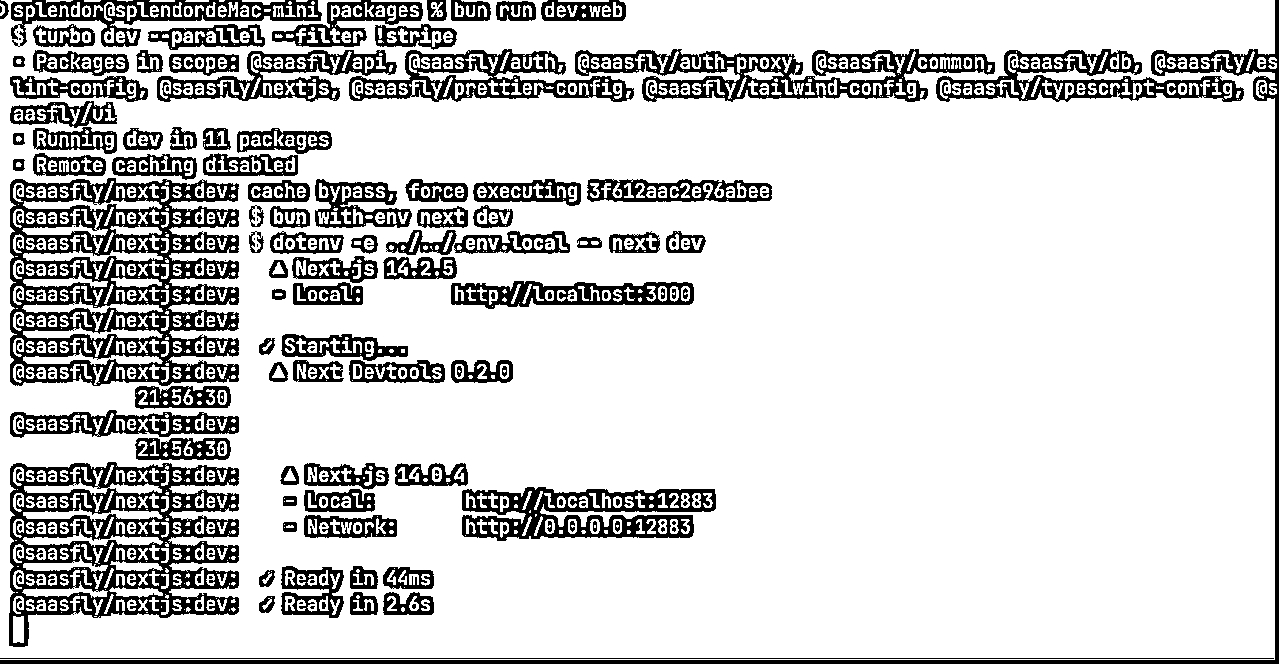 splendor@splendordeMac-mini packages % bun run dev:web
$ turbo dev --parallel --filter !stripe
• Packages in scope: @saasfly/api, @saasfly/auth, @saasfly/auth-proxy, @saasfly/common, @saasfly/db, @saasfly/es
lint-config, @saasfly/nextjs, @saasfly/prettier-config, @saasfly/tailwind-config, @saasfly/typescript-config, @s
aasfly/ui
• Running dev in 11 packages
• Remote caching disabled
@saasfly/nextjs:dev: cache bypass, force executing 3f612aac2e96abee
@saasfly/nextjs:dev: $ bun with-env next dev
@saasfly/nextjs:dev: $ dotenv -e ../../.env.local -- next dev
@saasfly/nextjs:dev:   ▲ Next.js 14.2.5
@saasfly/nextjs:dev:   - Local:        http://localhost:3000
@saasfly/nextjs:dev:
@saasfly/nextjs:dev:  ✓ Starting...
@saasfly/nextjs:dev:   ▲ Next Devtools 0.2.0
21:56:30
@saasfly/nextjs:dev:
21:56:30
@saasfly/nextjs:dev:    ▲ Next.js 14.0.4
@saasfly/nextjs:dev:    - Local:        http://localhost:12883
@saasfly/nextjs:dev:    - Network:      http://0.0.0.0:12883
@saasfly/nextjs:dev:
@saasfly/nextjs:dev:  ✓ Ready in 44ms
@saasfly/nextjs:dev:  ✓ Ready in 2.6s